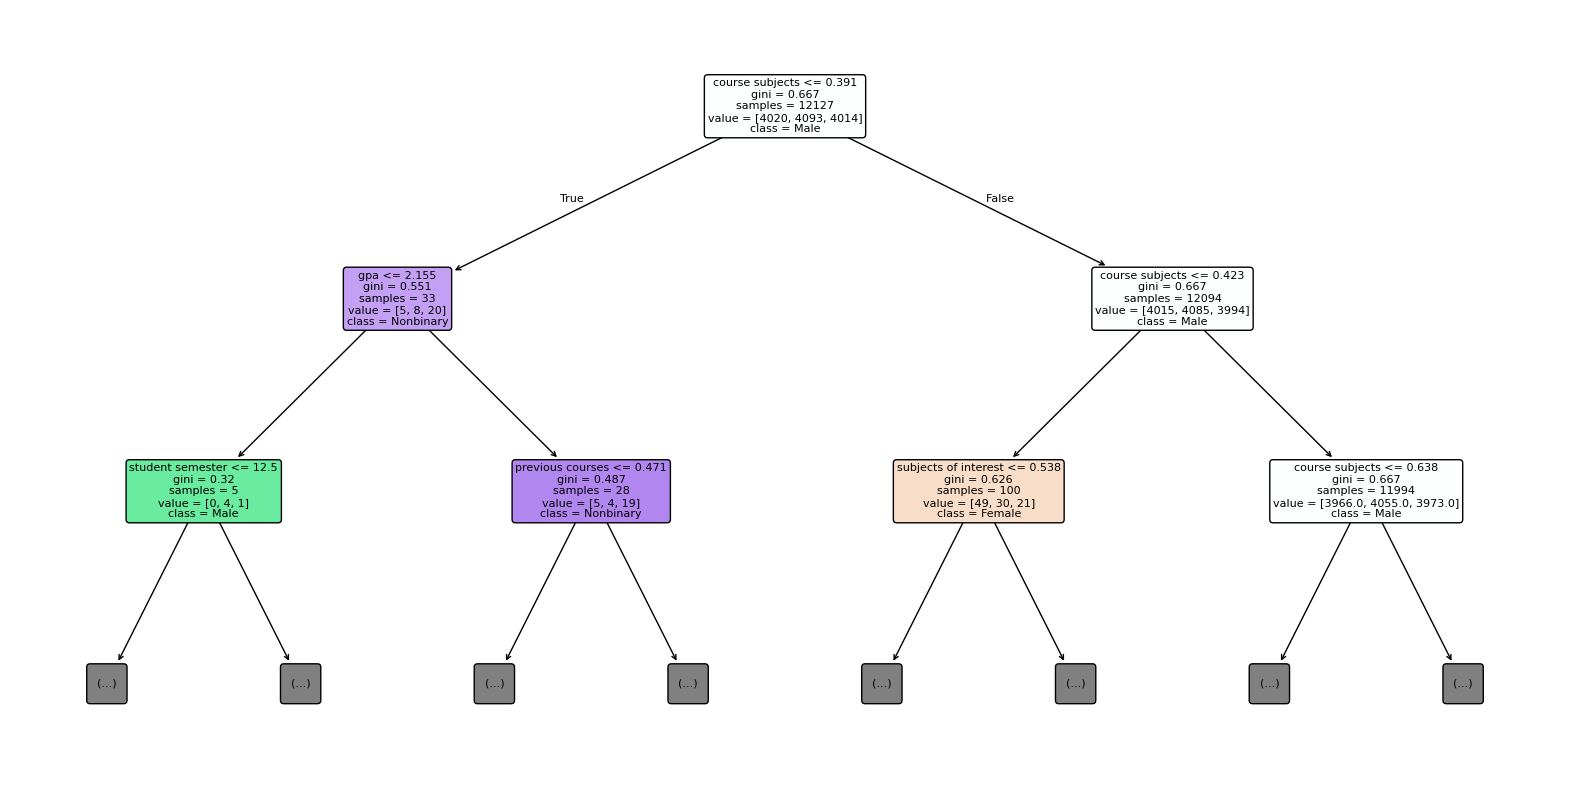 course subjects <= 0.391
gini = 0.667
samples = 12127
value = [4020, 4093, 4014]
class = Male
True
False
gpa <= 2.155
gini = 0.551
samples = 33
value = [5, 8, 20]
class = Nonbinary
course subjects <= 0.423
gini = 0.667
samples = 12094
value = [4015, 4085, 3994]
class = Male
student semester <= 12.5
gini = 0.32
samples = 5
value = [0, 4, 1]
class = Male
previous courses <= 0.471
gini = 0.487
samples = 28
value = [5, 4, 19]
class = Nonbinary
subjects of interest <= 0.538
gini = 0.626
samples = 100
value = [49, 30, 21]
class = Female
course subjects <= 0.638
gini = 0.667
samples = 11994
value = [3966.0, 4055.0, 3973.0]
class = Male
(...)
(...)
(...)
(...)
(...)
(...)
(...)
(...)